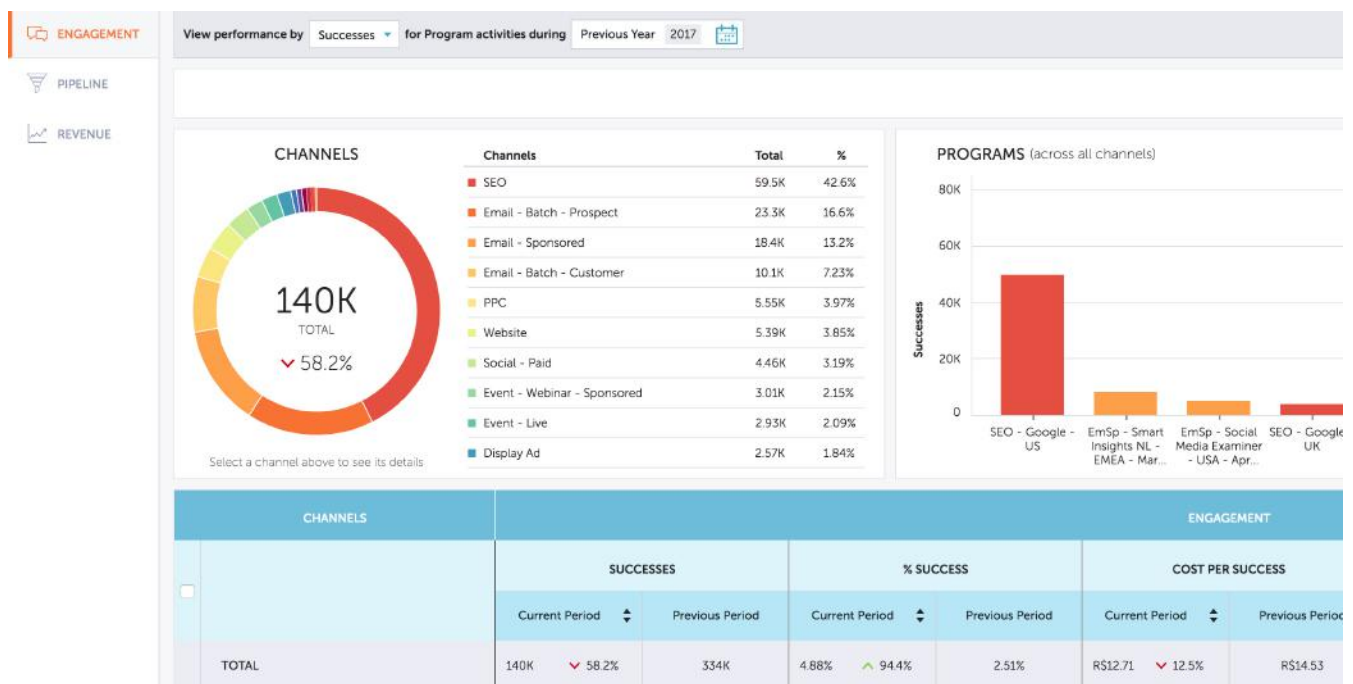 ENGAGEMENT
PIPELINE
REVENUE
View performance by Successes for Program activities during Previous Year 2017
CHANNELS
140K
TOTAL
58.2%
Select a channel above to see its details
Channels Total %
SEO 59.5K 42.6%
Email - Batch - Prospect 23.3K 16.6%
Email - Sponsored 18.4K 13.2%
Email - Batch - Customer 10.1K 7.23%
PPC 5.55K 3.97%
Website 5.39K 3.85%
Social - Paid 4.46K 3.19%
Event - Webinar - Sponsored 3.01K 2.15%
Event - Live 2.93K 2.09%
Display Ad 2.57K 1.84%
PROGRAMS (across all channels)
Successes
80K
60K
40K
20K
0
SEO - Google -
US
EmSp - Smart
Insights NL -
EMEA - Mar...
EmSp - Social
Media Examiner
- USA - Apr...
SEO - Google
UK
CHANNELS ENGAGEMENT
SUCCESSES % SUCCESS COST PER SUCCESS
Current Period Previous Period Current Period Previous Period Current Period Previous Perioc
TOTAL 140K 58.2% 334K 4.88% 94.4% 2.51% R$12.71 12.5% R$14.53